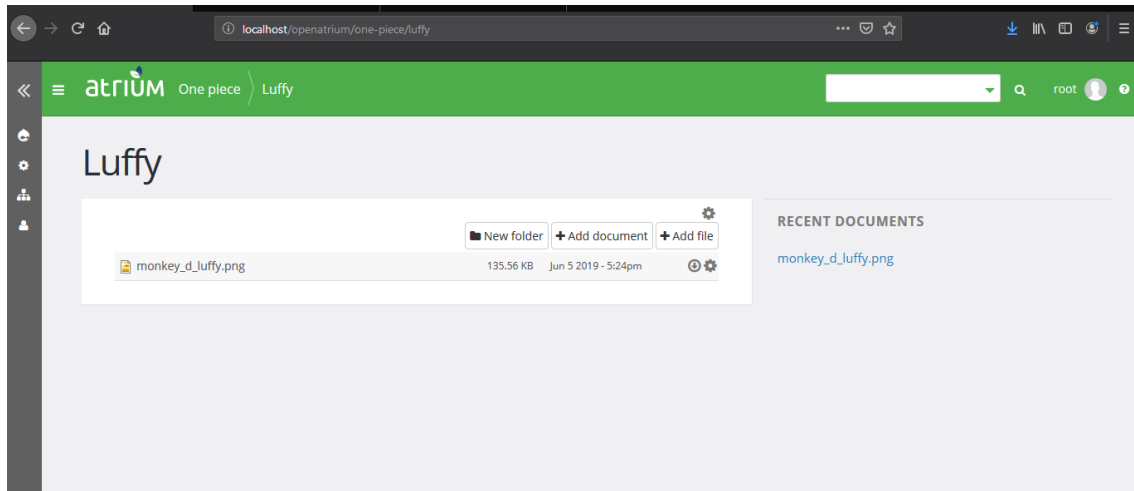 localhost/openatrium/one-piece/luffy
atrium One piece Luffy root
Luffy
New folder Add document Add file
monkey_d_luffy.png 135.56 KB Jun 5 2019 - 5:24pm
RECENT DOCUMENTS
monkey_d_luffy.png